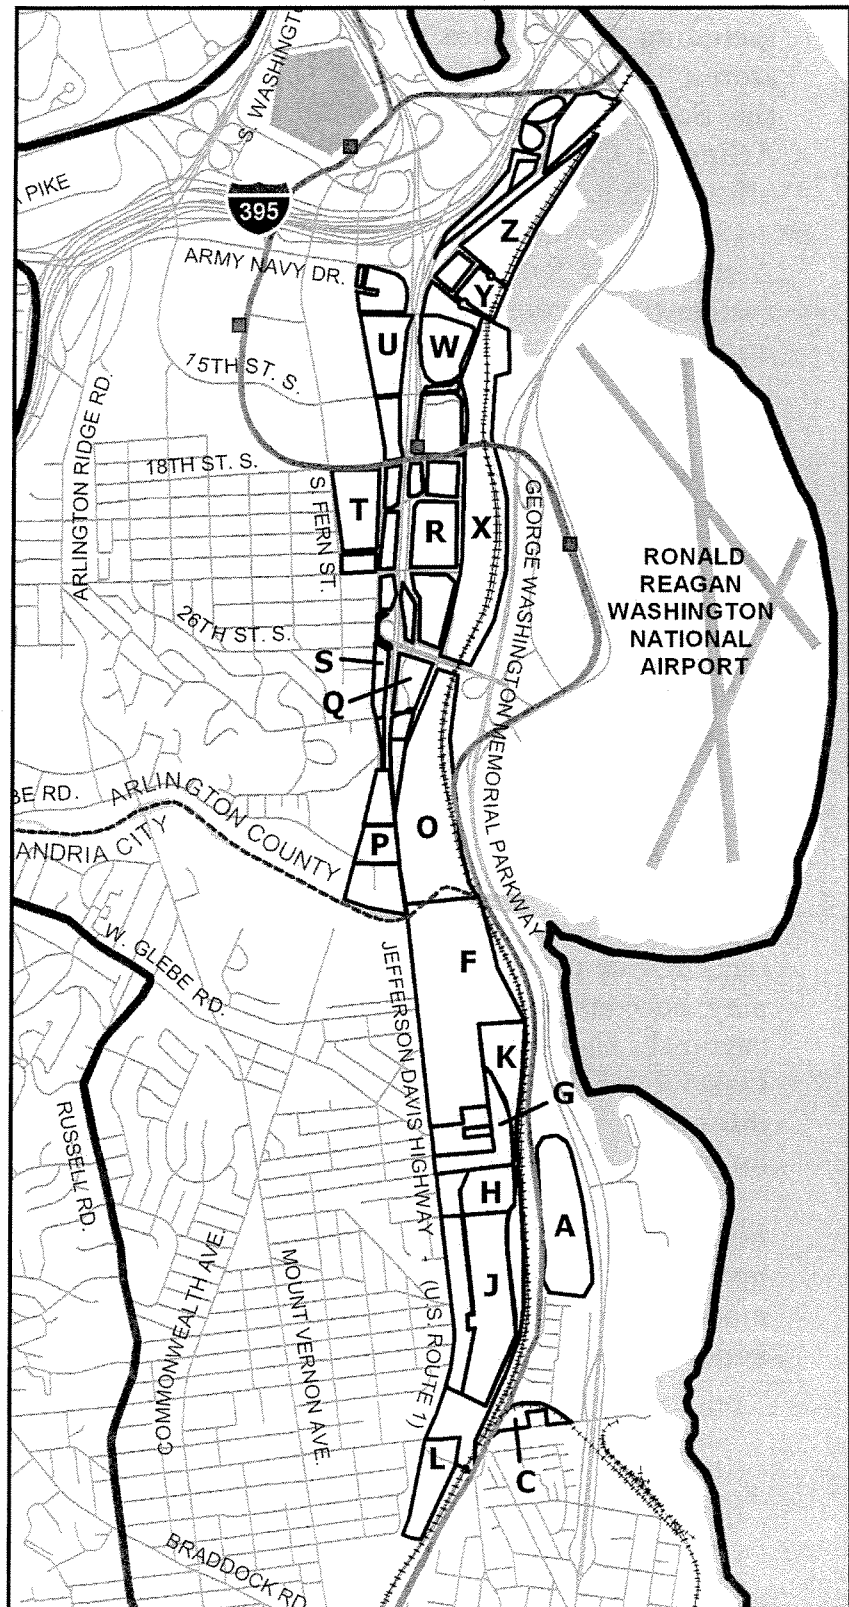 S. WASHINGT
PIKE
395
ARMY NAVY DR.
Z
Y
U
W
15TH ST. S.
ARLINGTON RIDGE RD.
18TH ST. S.
S. FERN ST.
T
R
X
GEORGE WASHINGTON MEMORIAL PARKWAY
RONALD
REAGAN
WASHINGTON
NATIONAL
AIRPORT
26TH ST. S.
S
Q
BE RD.
ARLINGTON COUNTY
ANDRIA CITY
O
P
W. GLEBE RD.
F
JEFFERSON DAVIS HIGHWAY (U.S. ROUTE 1)
K
G
RUSSELL RD.
H
A
COMMONWEALTH AVE.
MOUNT VERNON AVE.
J
L
C
BRADDOCK RD